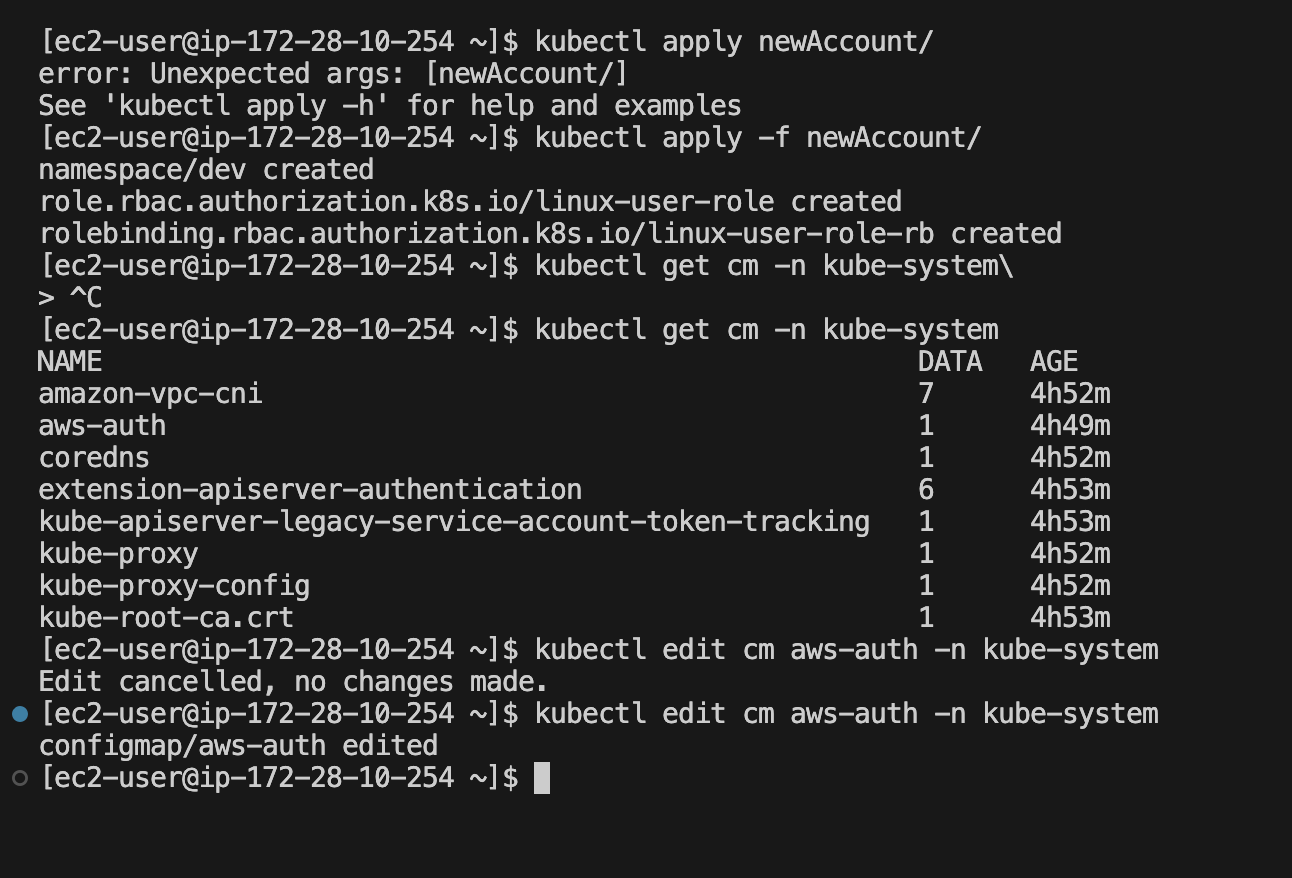 [ec2-user@ip-172-28-10-254 ~]$ kubectl apply newAccount/
error: Unexpected args: [newAccount/]
See 'kubectl apply -h' for help and examples
[ec2-user@ip-172-28-10-254 ~]$ kubectl apply -f newAccount/
namespace/dev created
role.rbac.authorization.k8s.io/linux-user-role created
rolebinding.rbac.authorization.k8s.io/linux-user-role-rb created
[ec2-user@ip-172-28-10-254 ~]$ kubectl get cm -n kube-system\
> ^C
[ec2-user@ip-172-28-10-254 ~]$ kubectl get cm -n kube-system
NAME DATA AGE
amazon-vpc-cni 7 4h52m
aws-auth 1 4h49m
coredns 1 4h52m
extension-apiserver-authentication 6 4h53m
kube-apiserver-legacy-service-account-token-tracking 1 4h53m
kube-proxy 1 4h52m
kube-proxy-config 1 4h52m
kube-root-ca.crt 1 4h53m
[ec2-user@ip-172-28-10-254 ~]$ kubectl edit cm aws-auth -n kube-system
Edit cancelled, no changes made.
[ec2-user@ip-172-28-10-254 ~]$ kubectl edit cm aws-auth -n kube-system
configmap/aws-auth edited
[ec2-user@ip-172-28-10-254 ~]$